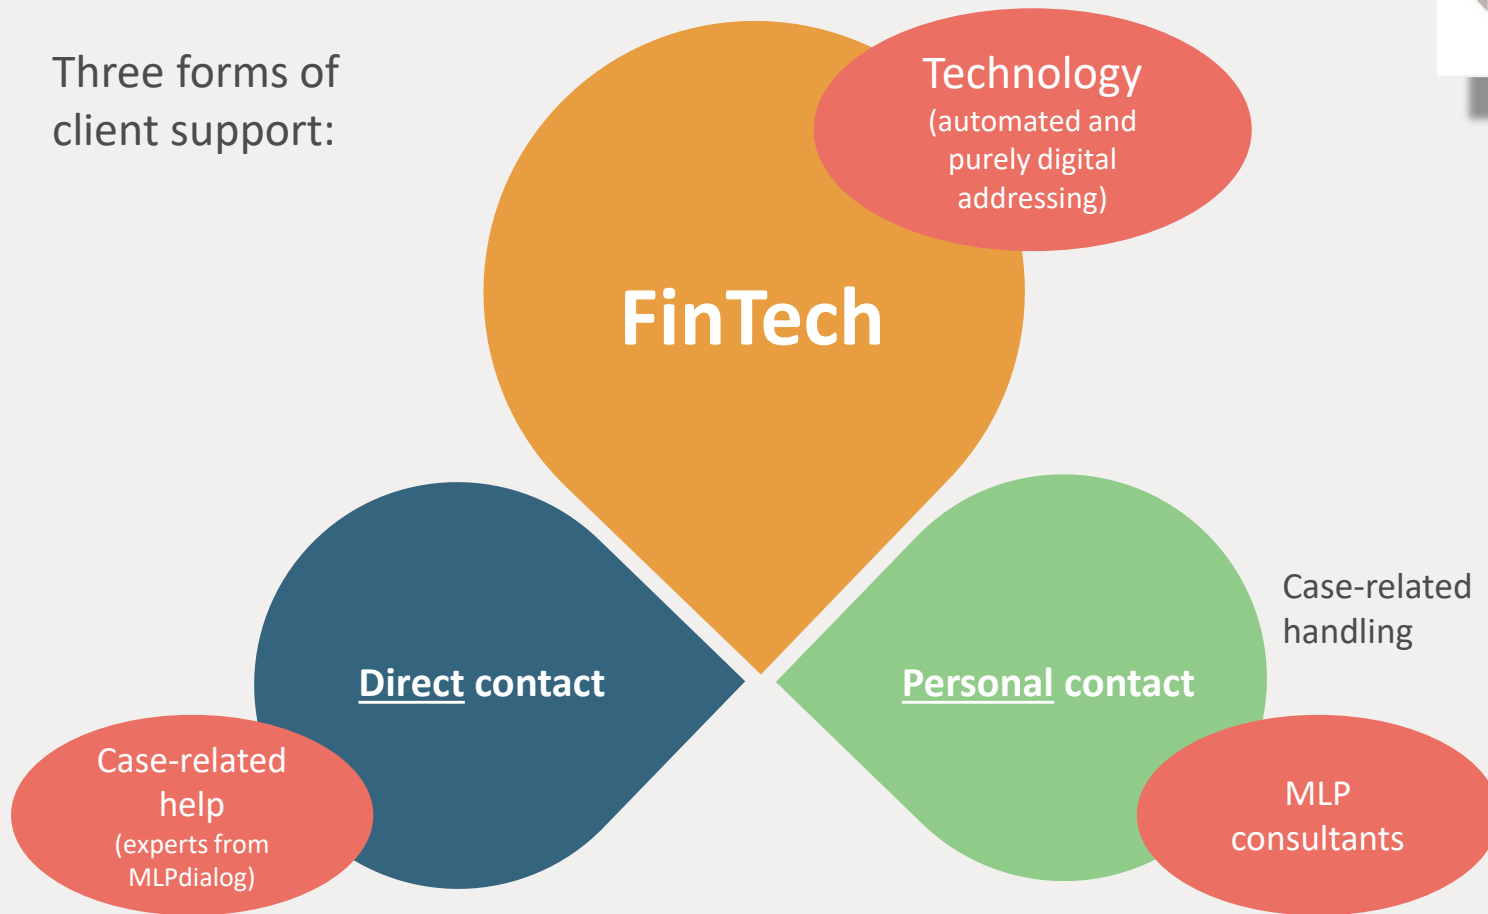 Three forms of
client support:
Technology
(automated and
purely digital
addressing)
FinTech
Direct contact
Personal contact
Case-related
handling
Case-related
help
(experts from
MLPdialog)
MLP
consultants